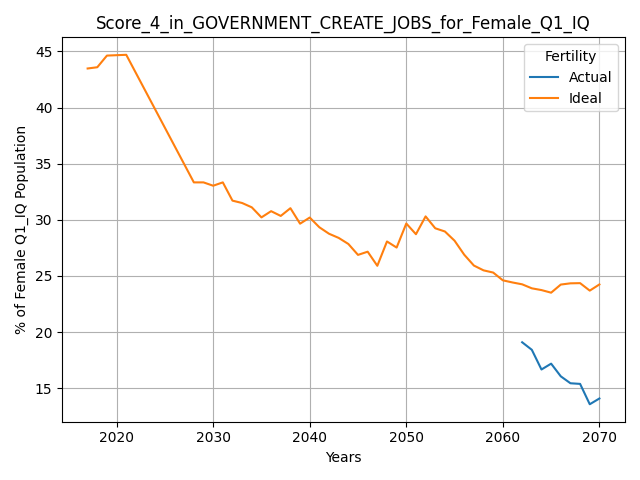 Score_4_in_GOVERNMENT_CREATE_JOBS_for_Female_Q1_IQ
Fertility
Actual
Ideal
% of Female Q1_IQ Population
45
40
35
30
25
20
15
2020 2030 2040 2050 2060 2070
Years